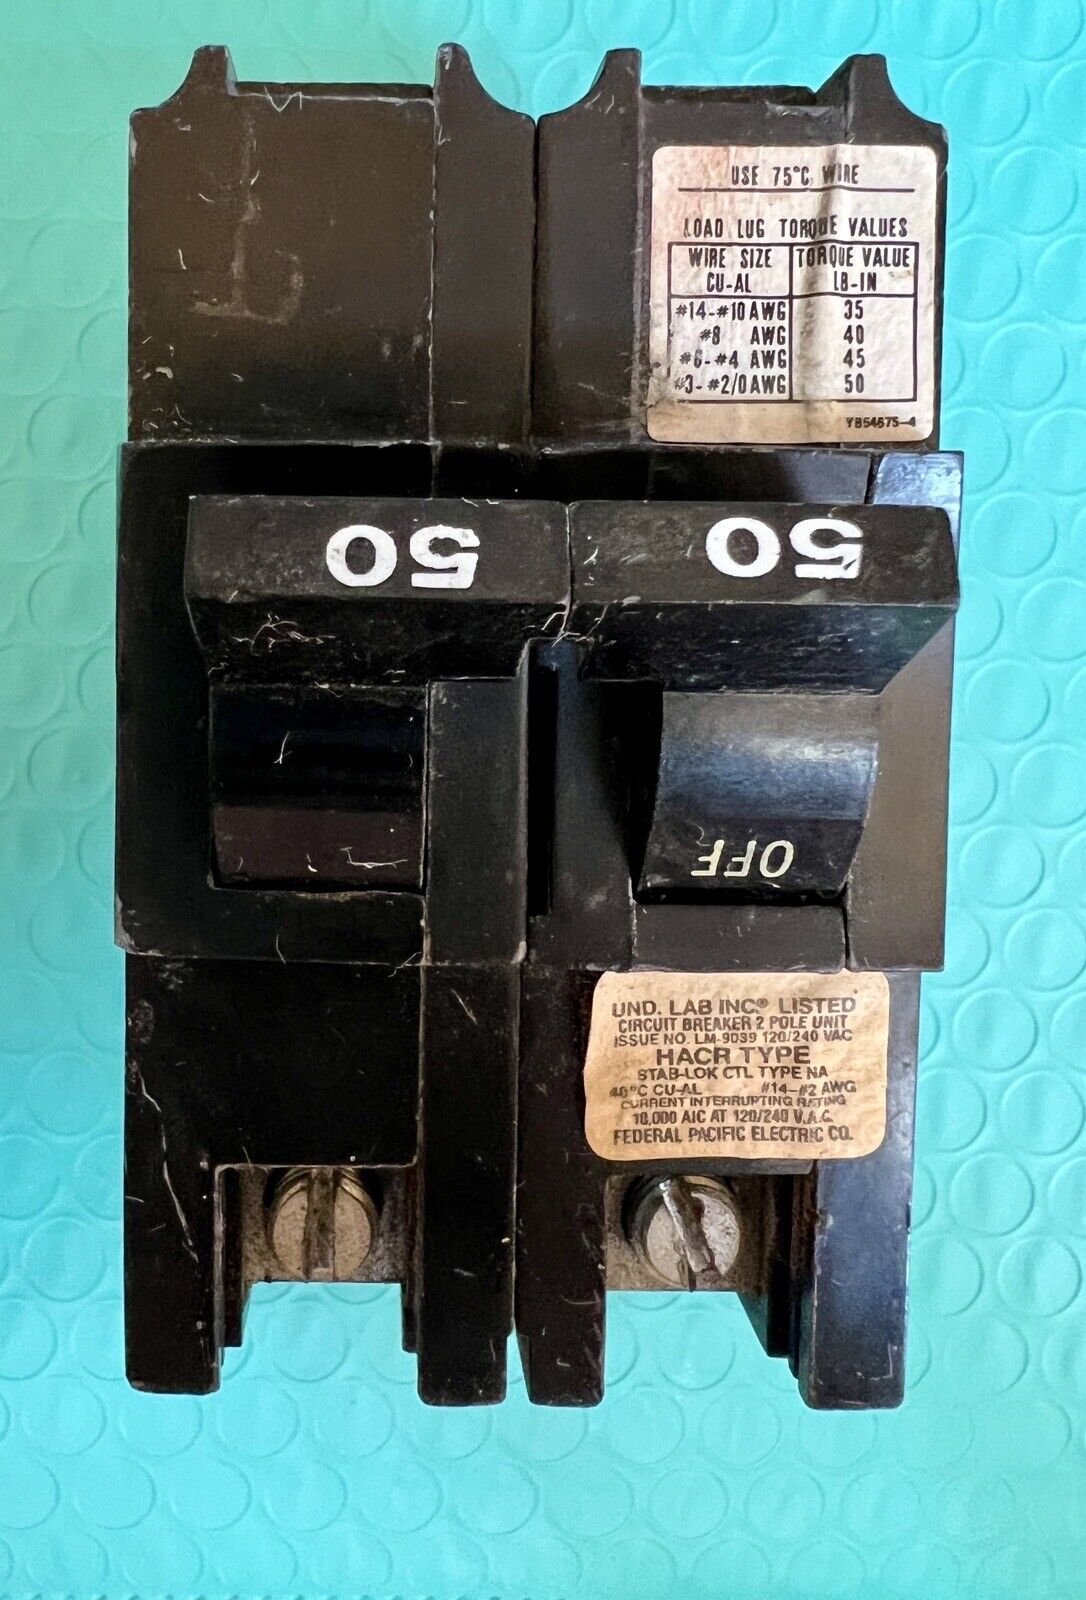 USE 75°C WIRE
LOAD LUG TORQUE VALUES
WIRE SIZE CU-AL TORQUE VALUE LB-IN
#14-#10 AWG 35
#8 AWG 40
#6-#4 AWG 45
#3-#2/0 AWG 50
YB54675-4
50 50
OFF
UND. LAB INC.® LISTED
CIRCUIT BREAKER 2 POLE UNIT
ISSUE NO. LM-9039 120/240 VAC
HACR TYPE
STAB-LOK CTL TYPE NA
40°C CU-AL #14-#2 AWG
CURRENT INTERRUPTING RATING
10,000 AIC AT 120/240 V.A.C.
FEDERAL PACIFIC ELECTRIC CO.